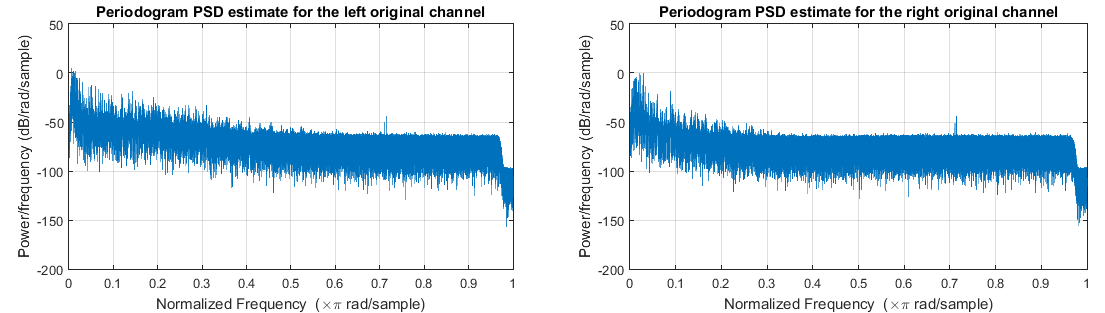 Periodogram PSD estimate for the left original channel
Power/frequency (dB/rad/sample)
50
0
-50
-100
-150
-200
0 0.1 0.2 0.3 0.4 0.5 0.6 0.7 0.8 0.9 1
Normalized Frequency (×π rad/sample)
Periodogram PSD estimate for the right original channel
Power/frequency (dB/rad/sample)
50
0
-50
-100
-150
-200
0 0.1 0.2 0.3 0.4 0.5 0.6 0.7 0.8 0.9 1
Normalized Frequency (×π rad/sample)